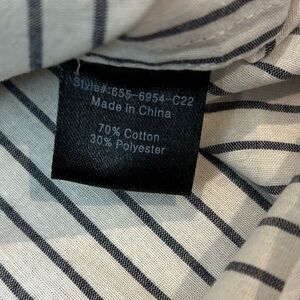 Style#:655-6954-C22
Made in China
70% Cotton
30% Polyester